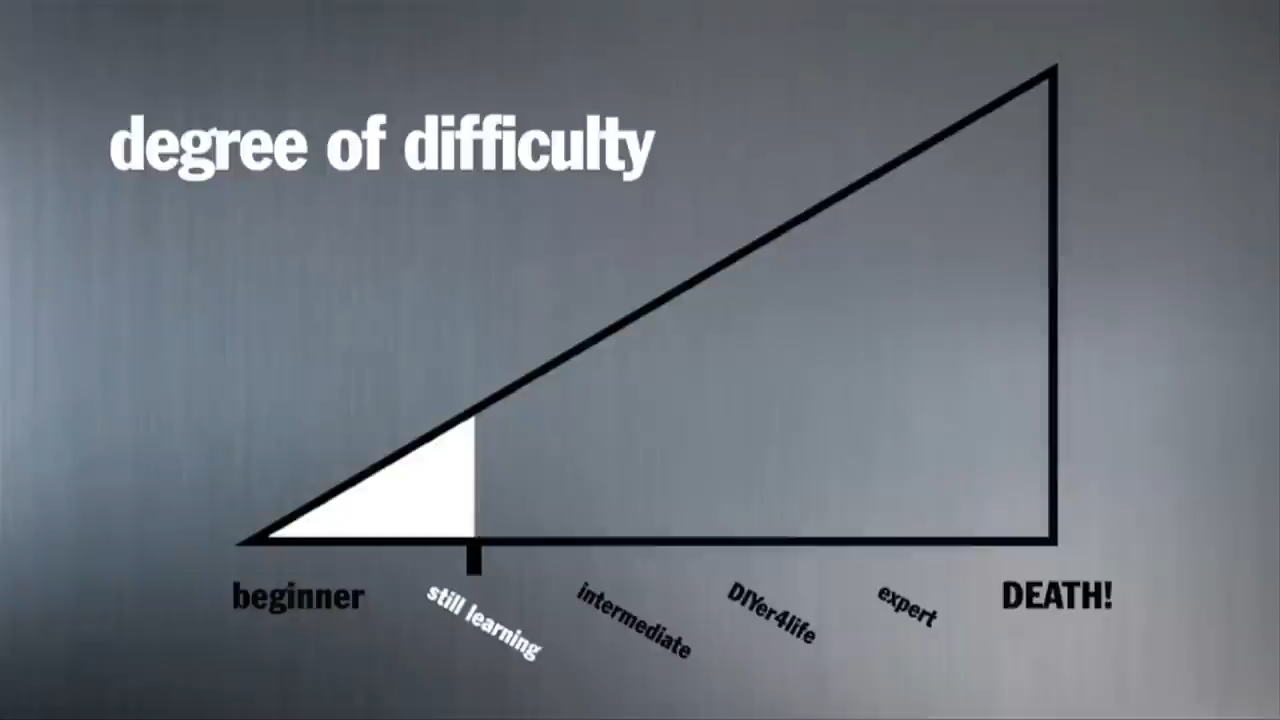 degree of difficulty
beginner
still learning
intermediate
DIYer4life
expert
DEATH!